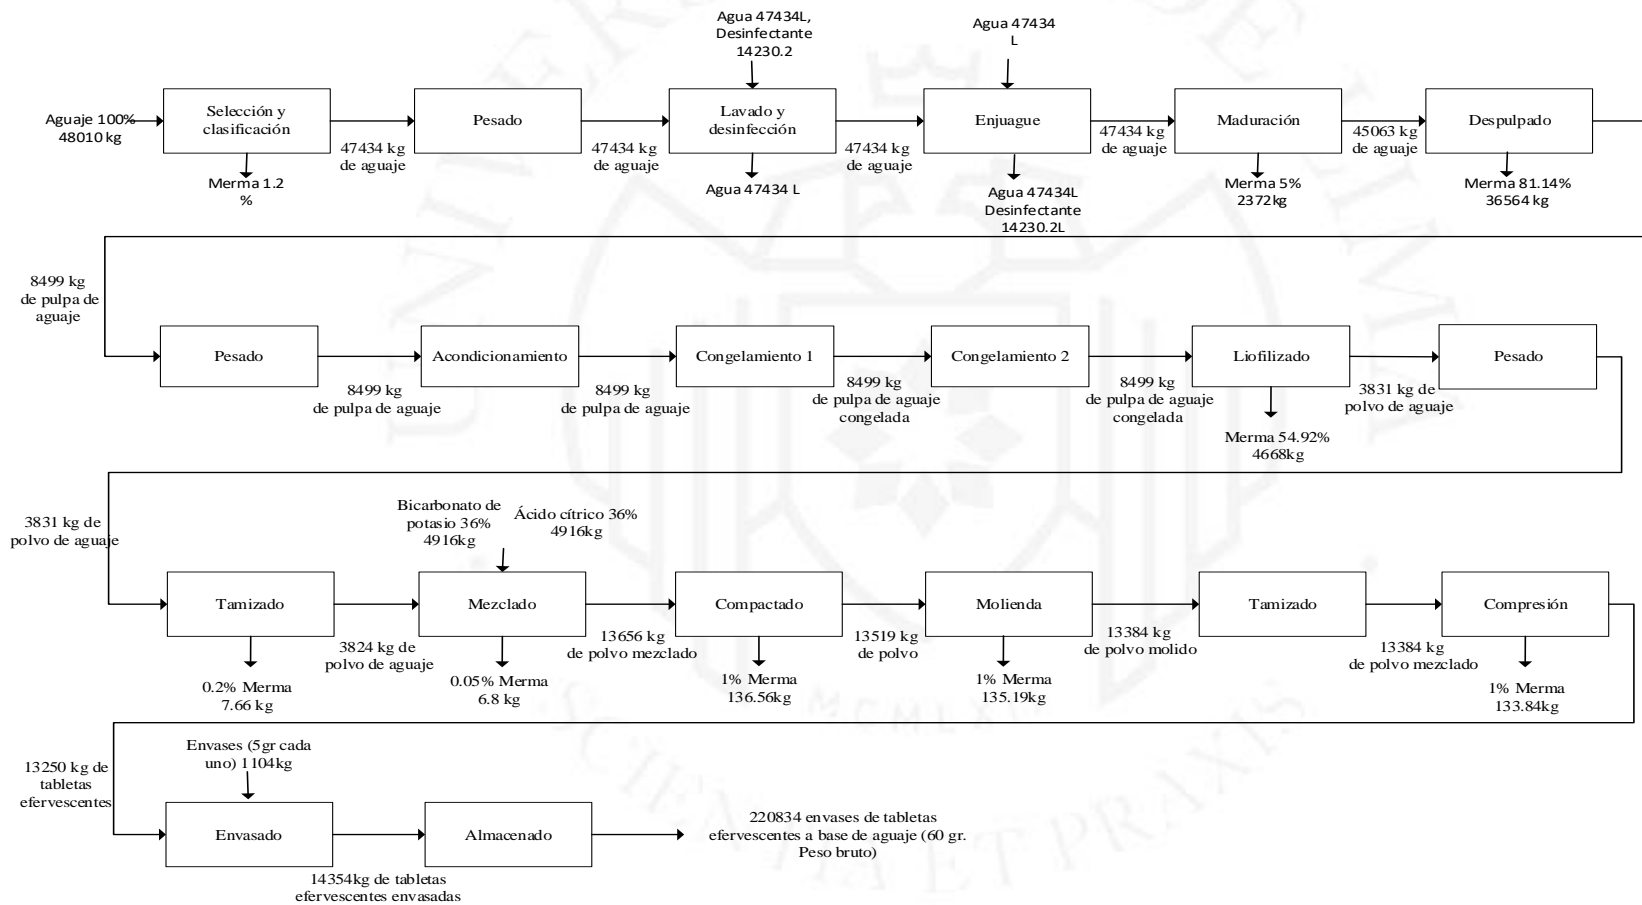 Aguaje 100%
48010 kg
Selección y
clasificación
Merma 1.2
%
47434 kg
de aguaje
Pesado
47434 kg
de aguaje
Agua 47434L,
Desinfectante
14230.2
Lavado y
desinfección
Agua 47434 L
47434 kg
de aguaje
Agua 47434
L
Enjuague
Agua 47434L
Desinfectante
14230.2L
47434 kg
de aguaje
Maduración
Merma 5%
2372kg
45063 kg
de aguaje
Despulpado
Merma 81.14%
36564 kg
8499 kg
de pulpa de
aguaje
Pesado
8499 kg
de pulpa de aguaje
Acondicionamiento
8499 kg
de pulpa de aguaje
Congelamiento 1
8499 kg
de pulpa de aguaje
congelada
Congelamiento 2
8499 kg
de pulpa de aguaje
congelada
Liofilizado
Merma 54.92%
4668kg
3831 kg de
polvo de aguaje
Pesado
3831 kg de
polvo de aguaje
Tamizado
0.2% Merma
7.66 kg
3824 kg de
polvo de aguaje
Bicarbonato de
potasio 36%
4916kg
Ácido cítrico 36%
4916kg
Mezclado
0.05% Merma
6.8 kg
13656 kg
de polvo mezclado
Compactado
1% Merma
136.56kg
13519 kg
de polvo
Molienda
1% Merma
135.19kg
13384 kg
de polvo molido
Tamizado
13384 kg
de polvo mezclado
Compresión
1% Merma
133.84kg
13250 kg de
tabletas
efervescentes
Envases (5gr cada
uno) 1104kg
Envasado
14354kg de tabletas
efervescentes envasadas
Almacenado
220834 envases de tabletas
efervescentes a base de aguaje (60 gr.
Peso bruto)
UNIVERSIDAD DE LIMA
MCMLXII
SCIENTIA ET PRAXIS